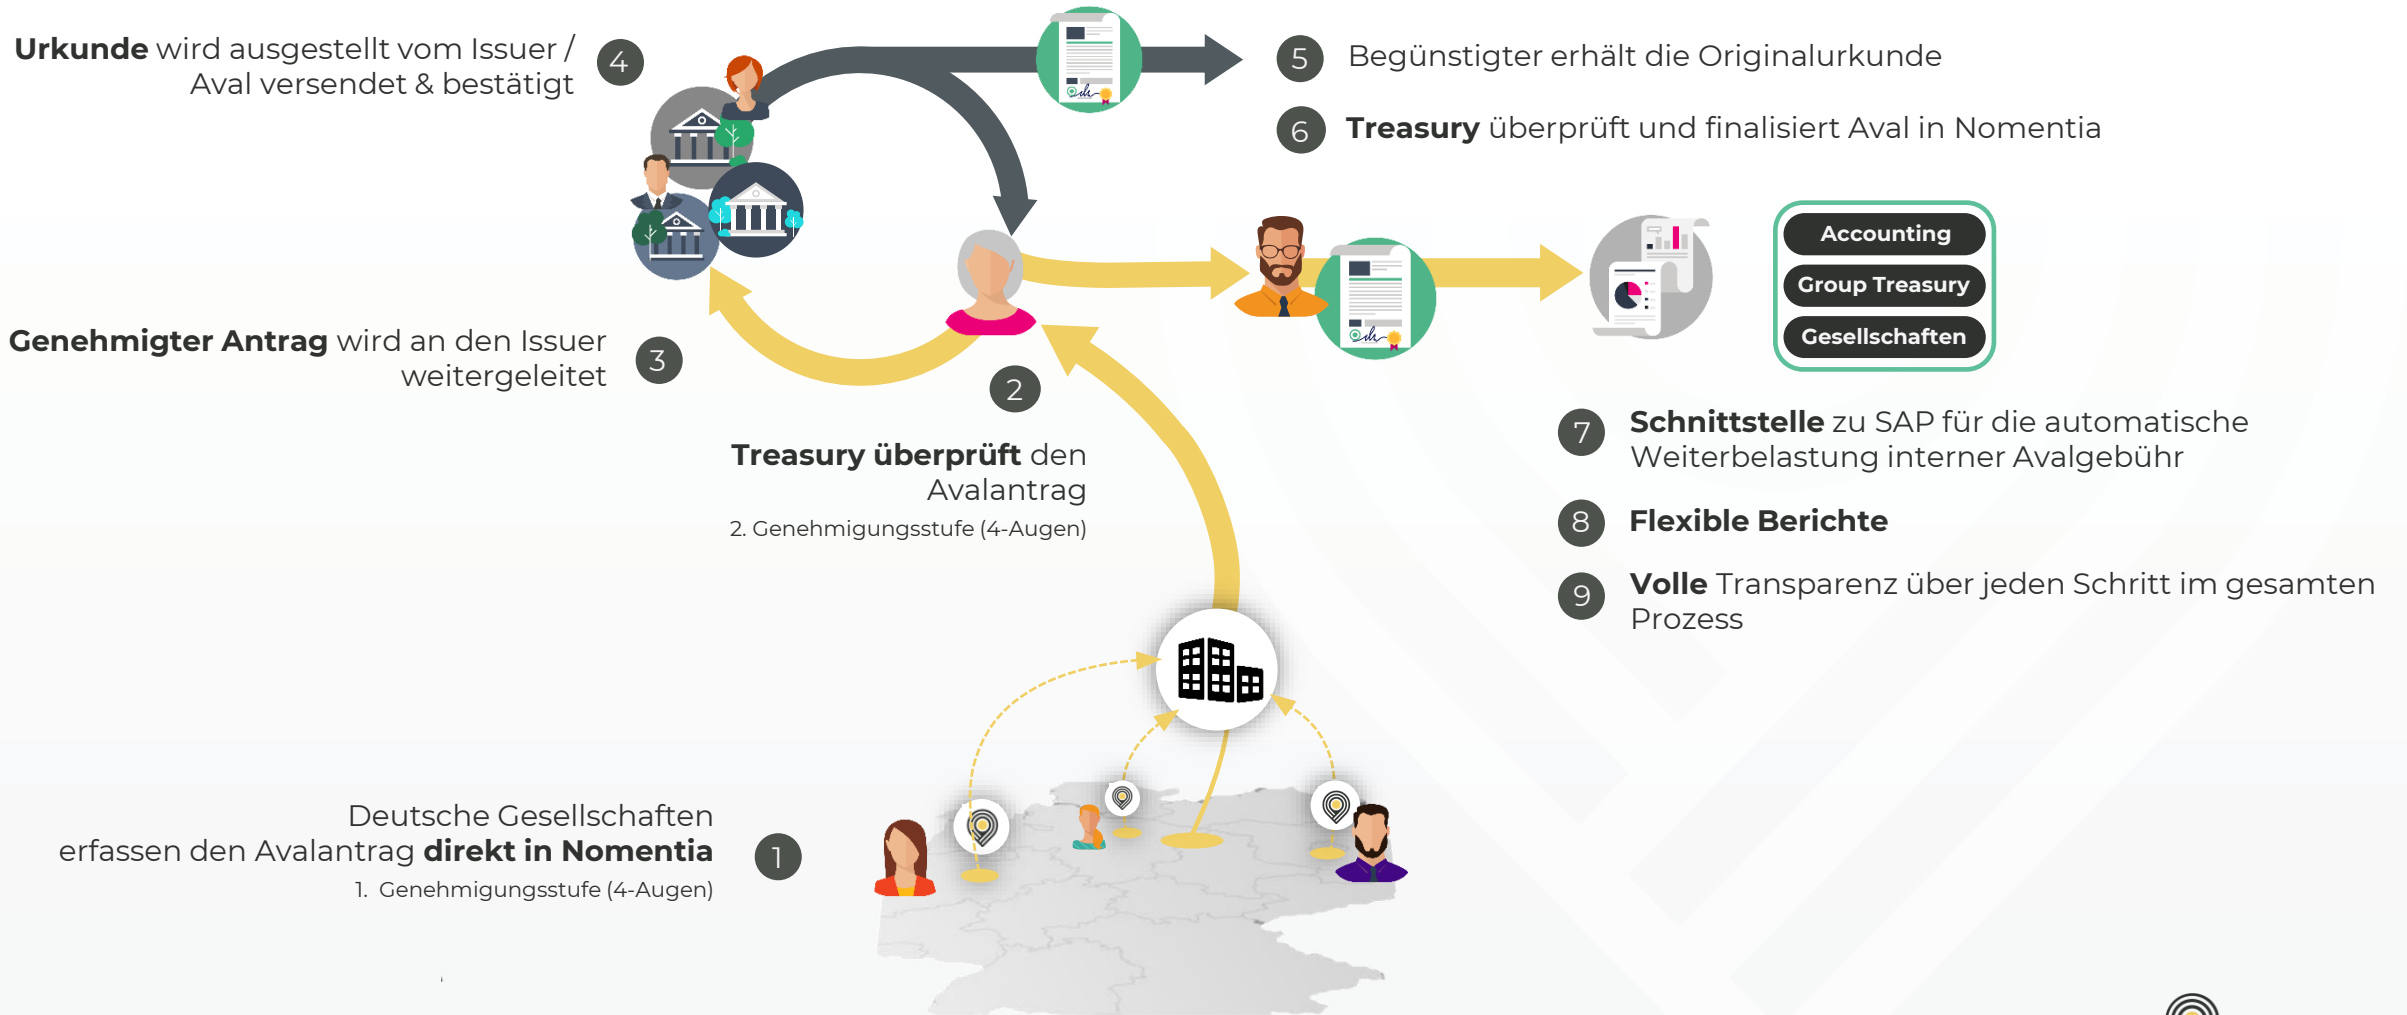 Urkunde wird ausgestellt vom Issuer /
Aval versendet & bestätigt
4
5
Begünstigter erhält die Originalurkunde
6
Treasury überprüft und finalisiert Aval in Nomentia
Accounting
Group Treasury
Gesellschaften
Genehmigter Antrag wird an den Issuer
weitergeleitet
3
2
Treasury überprüft den
Avalantrag
2. Genehmigungsstufe (4-Augen)
7
Schnittstelle zu SAP für die automatische
Weiterbelastung interner Avalgebühr
8
Flexible Berichte
9
Volle Transparenz über jeden Schritt im gesamten
Prozess
Deutsche Gesellschaften
erfassen den Avalantrag direkt in Nomentia
1. Genehmigungsstufe (4-Augen)
1